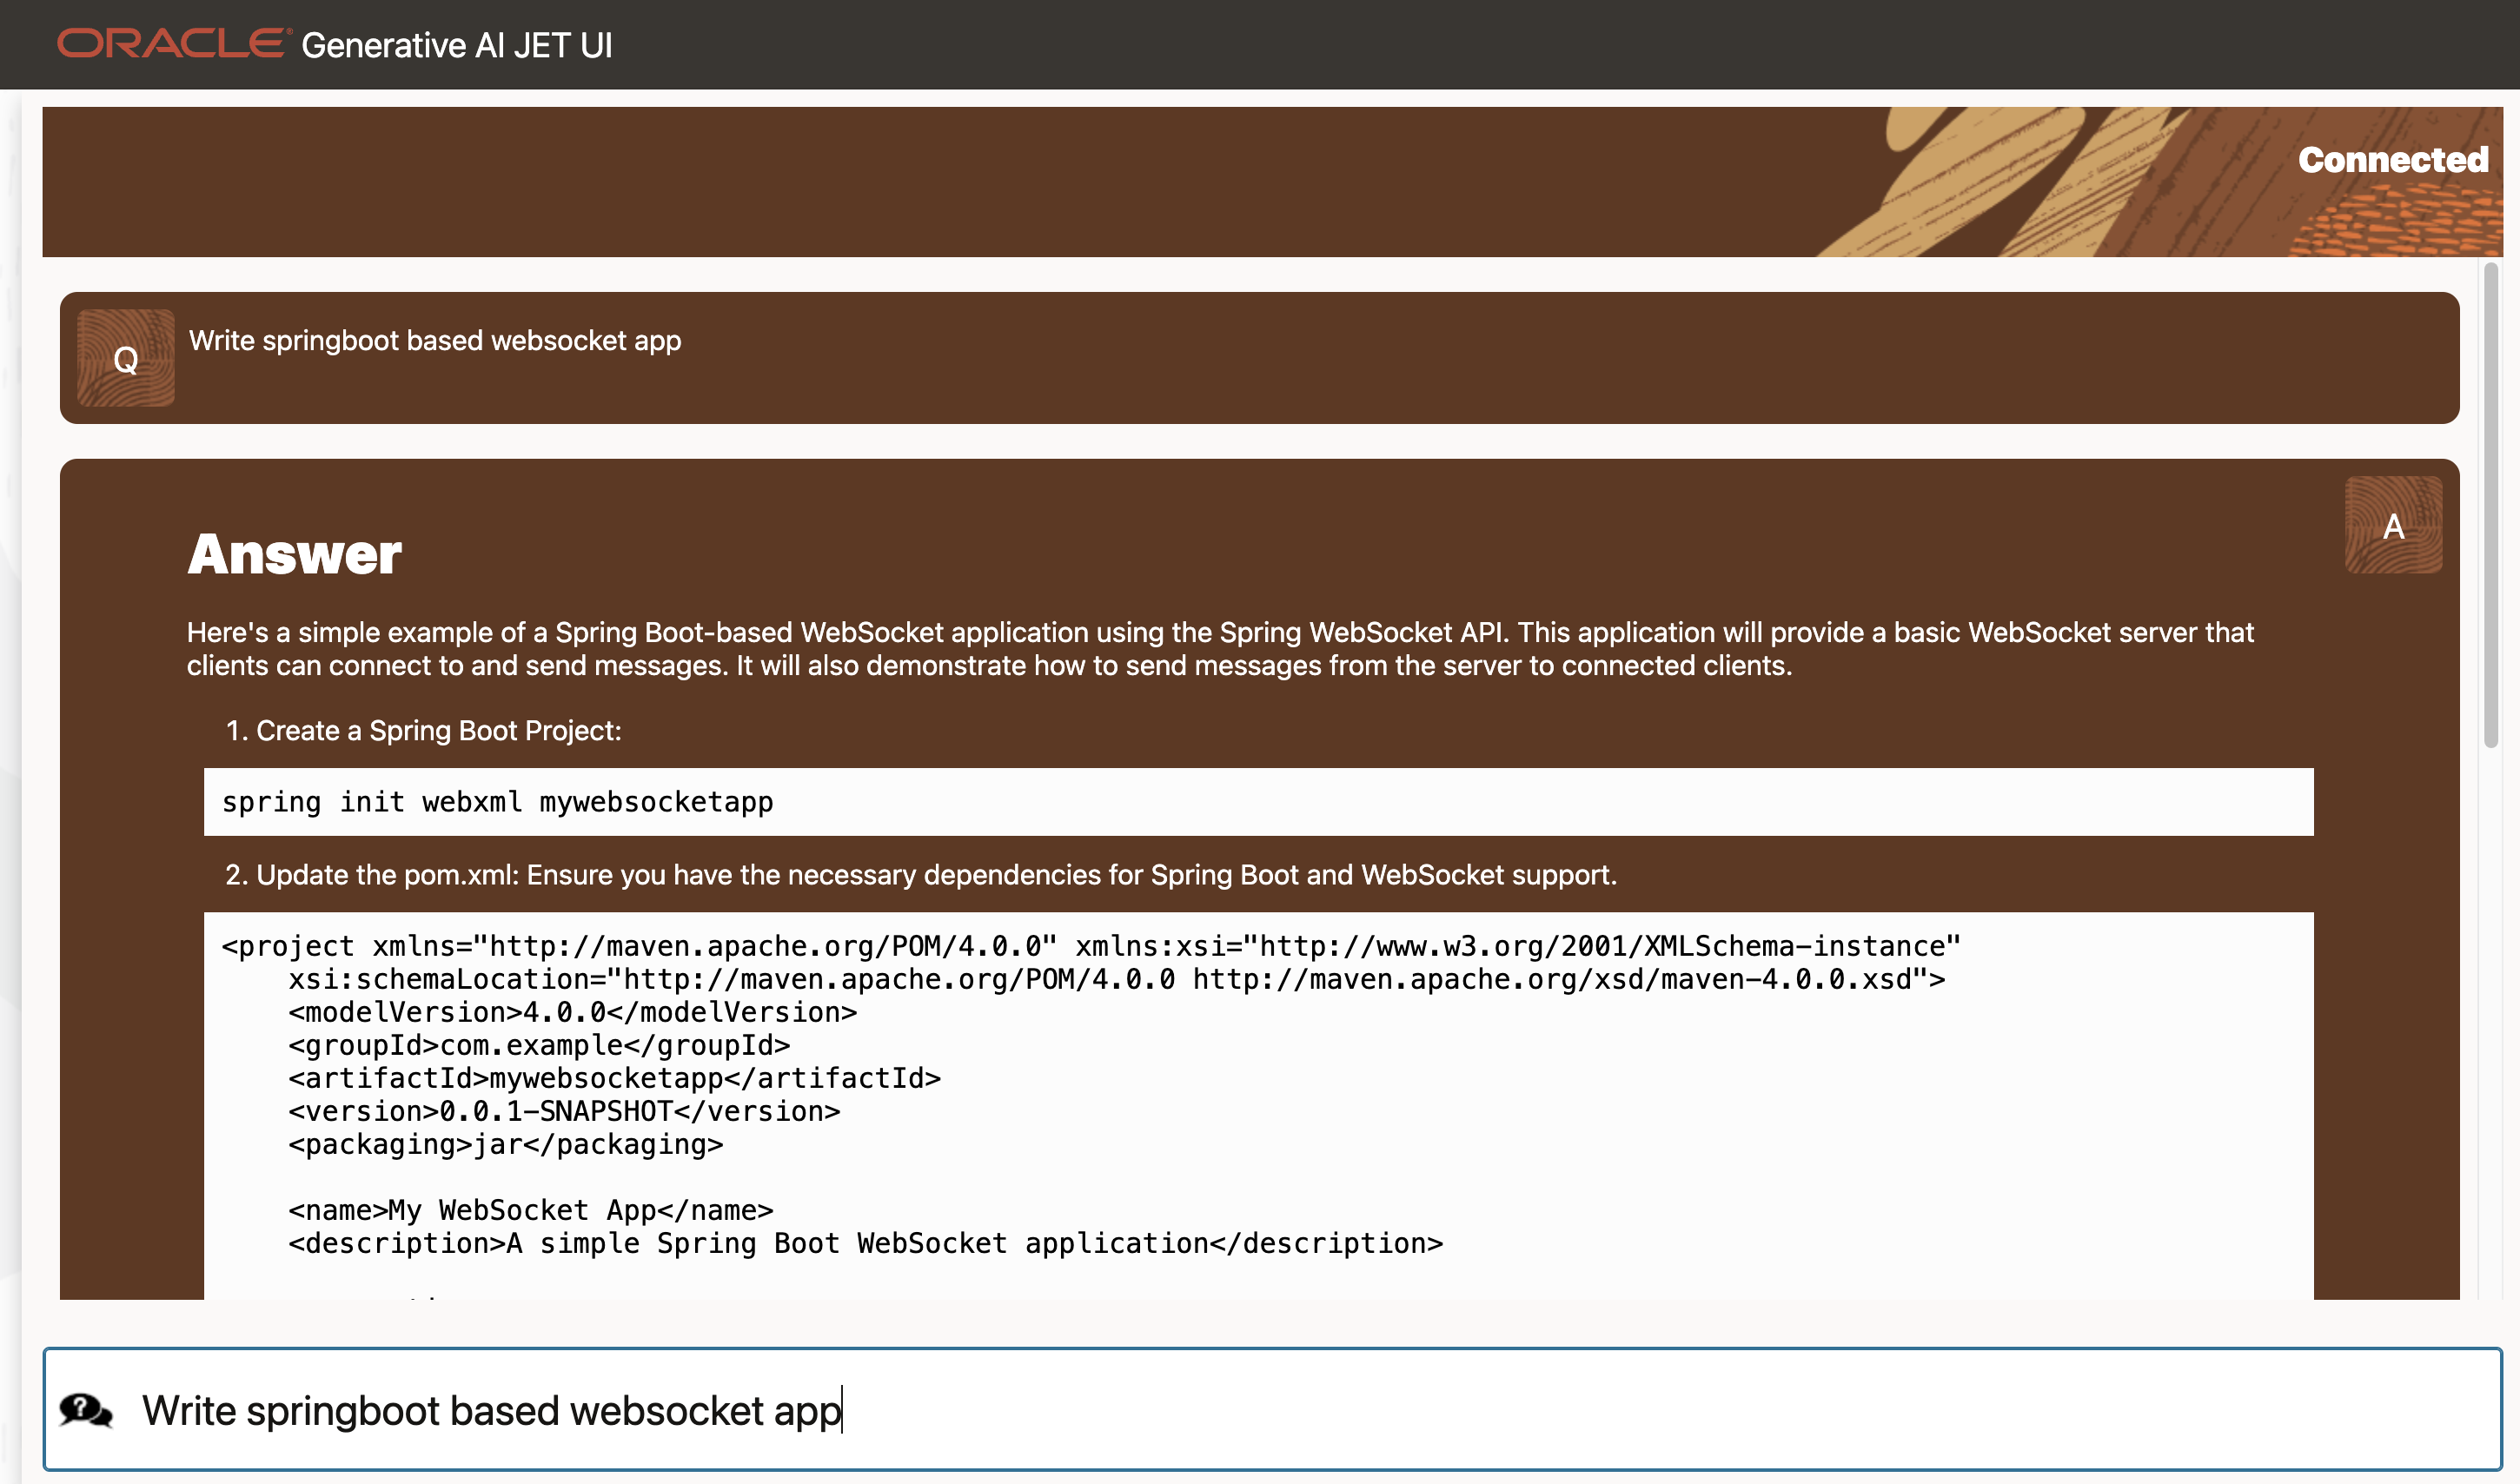 ORACLE® Generative AI JET UI
Connected
Q
Write springboot based websocket app
A
Answer
Here's a simple example of a Spring Boot-based WebSocket application using the Spring WebSocket API. This application will provide a basic WebSocket server that
clients can connect to and send messages. It will also demonstrate how to send messages from the server to connected clients.
1. Create a Spring Boot Project:
spring init webxml mywebsocketapp
2. Update the pom.xml: Ensure you have the necessary dependencies for Spring Boot and WebSocket support.
<project xmlns="http://maven.apache.org/POM/4.0.0" xmlns:xsi="http://www.w3.org/2001/XMLSchema-instance"
    xsi:schemaLocation="http://maven.apache.org/POM/4.0.0 http://maven.apache.org/xsd/maven-4.0.0.xsd">
    <modelVersion>4.0.0</modelVersion>
    <groupId>com.example</groupId>
    <artifactId>mywebsocketapp</artifactId>
    <version>0.0.1-SNAPSHOT</version>
    <packaging>jar</packaging>
    <name>My WebSocket App</name>
    <description>A simple Spring Boot WebSocket application</description>
Write springboot based websocket app